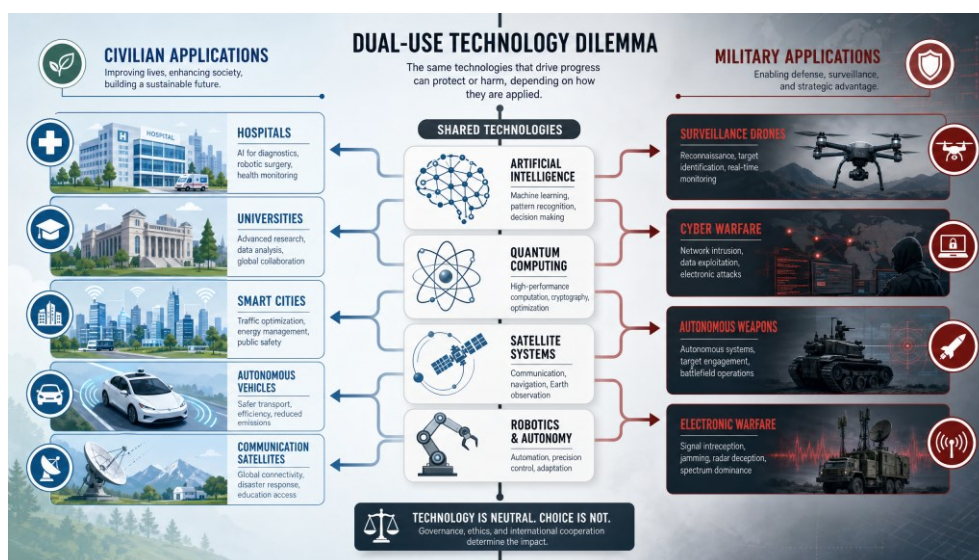 CIVILIAN APPLICATIONS
Improving lives, enhancing society,
building a sustainable future.
DUAL-USE TECHNOLOGY DILEMMA
The same technologies that drive progress
can protect or harm, depending on how
they are applied.
MILITARY APPLICATIONS
Enabling defense, surveillance,
and strategic advantage.
HOSPITAL
H
HOSPITALS
AI for diagnostics,
robotic surgery,
health monitoring
UNIVERSITIES
Advanced research,
data analysis,
global collaboration
SMART CITIES
Traffic optimization,
energy management,
public safety
AUTONOMOUS
VEHICLES
Safer transport,
efficiency, reduced
emissions
COMMUNICATION
SATELLITES
Global connectivity,
disaster response,
education access
SHARED TECHNOLOGIES
ARTIFICIAL
INTELLIGENCE
Machine learning,
pattern recognition,
decision making
QUANTUM
COMPUTING
High-performance
computation, cryptography,
optimization
SATELLITE
SYSTEMS
Communication,
navigation, Earth
observation
ROBOTICS
& AUTONOMY
Automation, precision
control, adaptation
SURVEILLANCE DRONES
Reconnaissance, target
identification, real-time
monitoring
CYBER WARFARE
Network intrusion,
data exploitation,
electronic attacks
AUTONOMOUS WEAPONS
Autonomous systems,
target engagement,
battlefield operations
ELECTRONIC WARFARE
Signal intreception,
jamming, radar deception,
spectrum dominance
TECHNOLOGY IS NEUTRAL. CHOICE IS NOT.
Governance, ethics, and international cooperation
determine the impact.